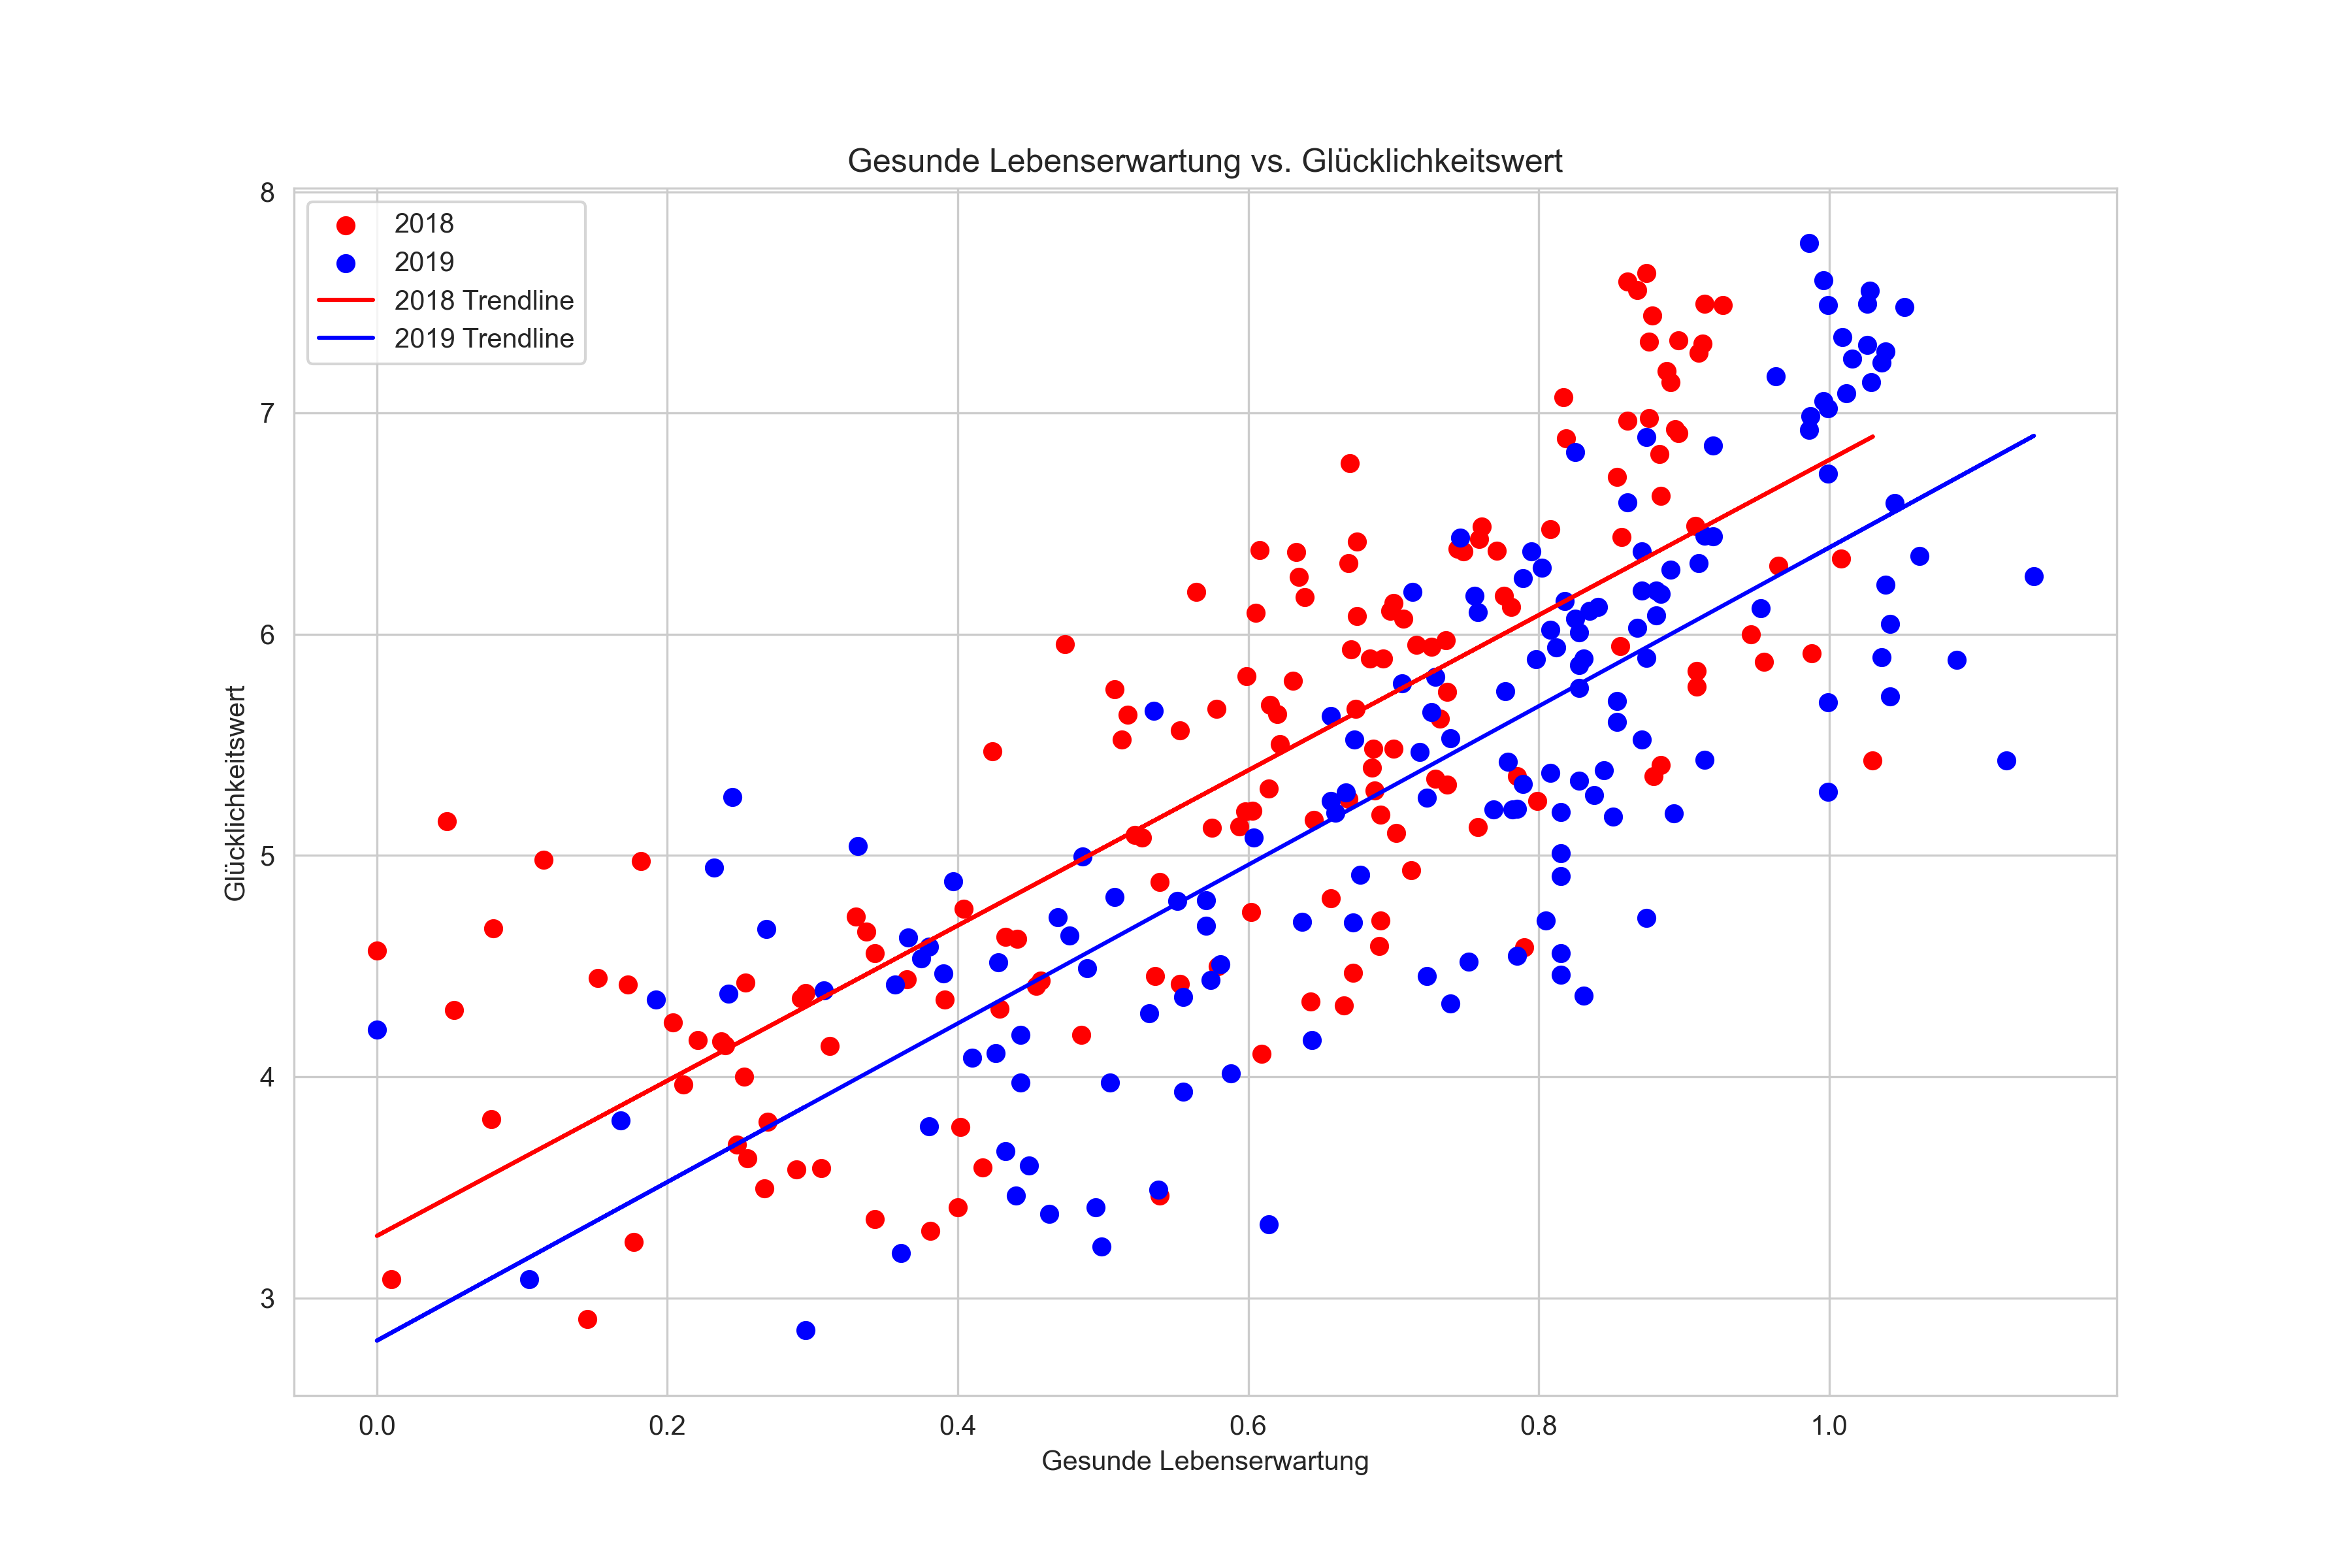 Gesunde Lebenserwartung vs. Glücklichkeitswert
8
7
6
5
4
3
2018
2019
2018 Trendline
2019 Trendline
Glücklichkeitswert
0.0 0.2 0.4 0.6 0.8 1.0
Gesunde Lebenserwartung